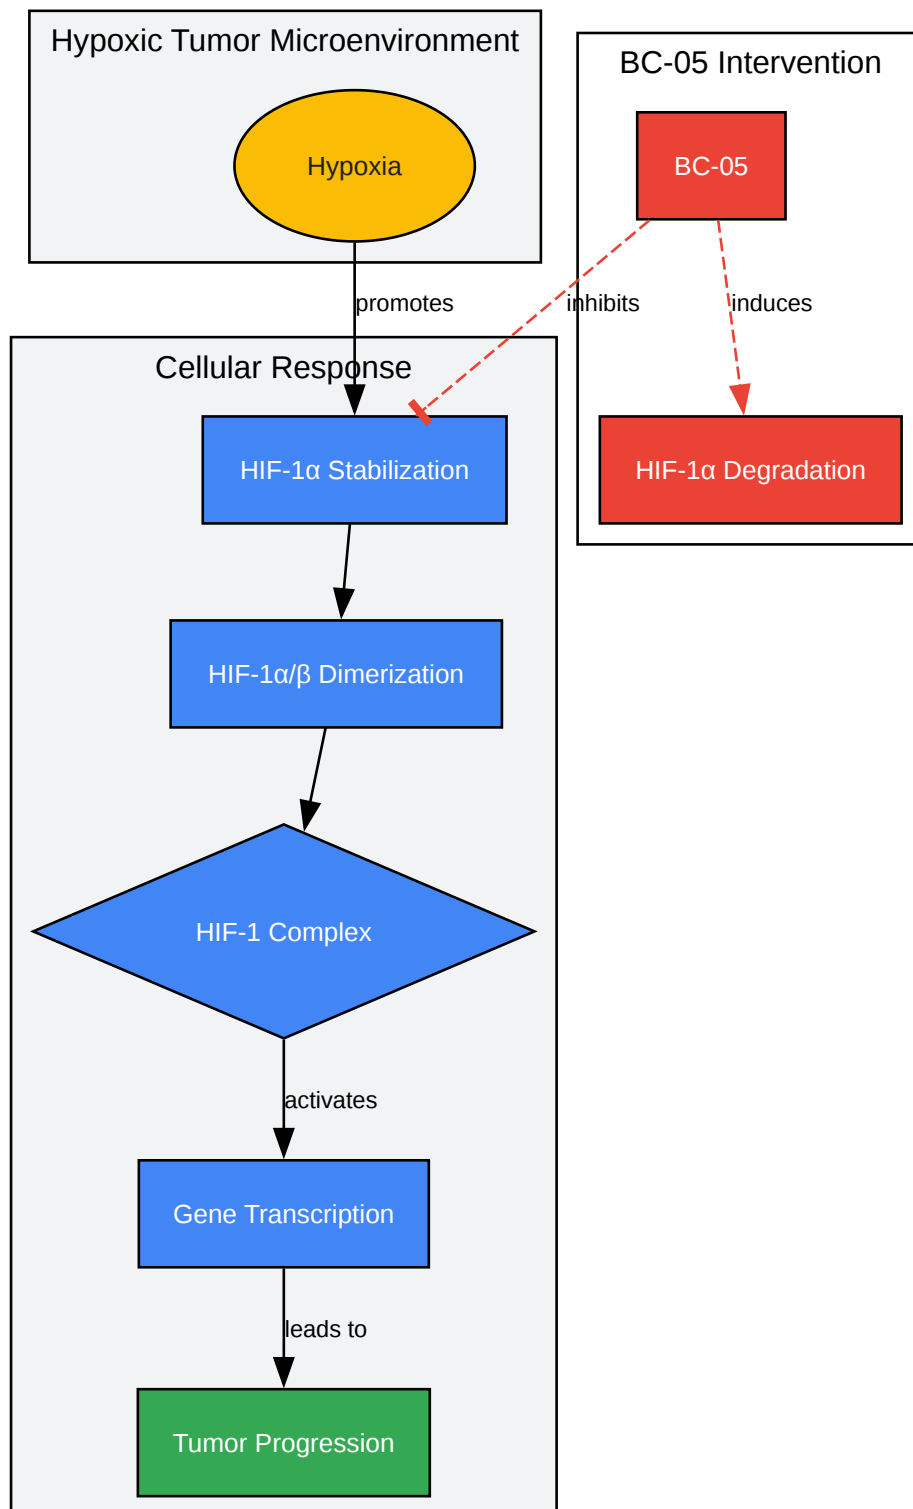 Hypoxic Tumor Microenvironment
BC-05 Intervention
Hypoxia
BC-05
promotes
inhibits
induces
Cellular Response
HIF-1α Stabilization
HIF-1α Degradation
HIF-1α/β Dimerization
HIF-1 Complex
activates
Gene Transcription
leads to
Tumor Progression